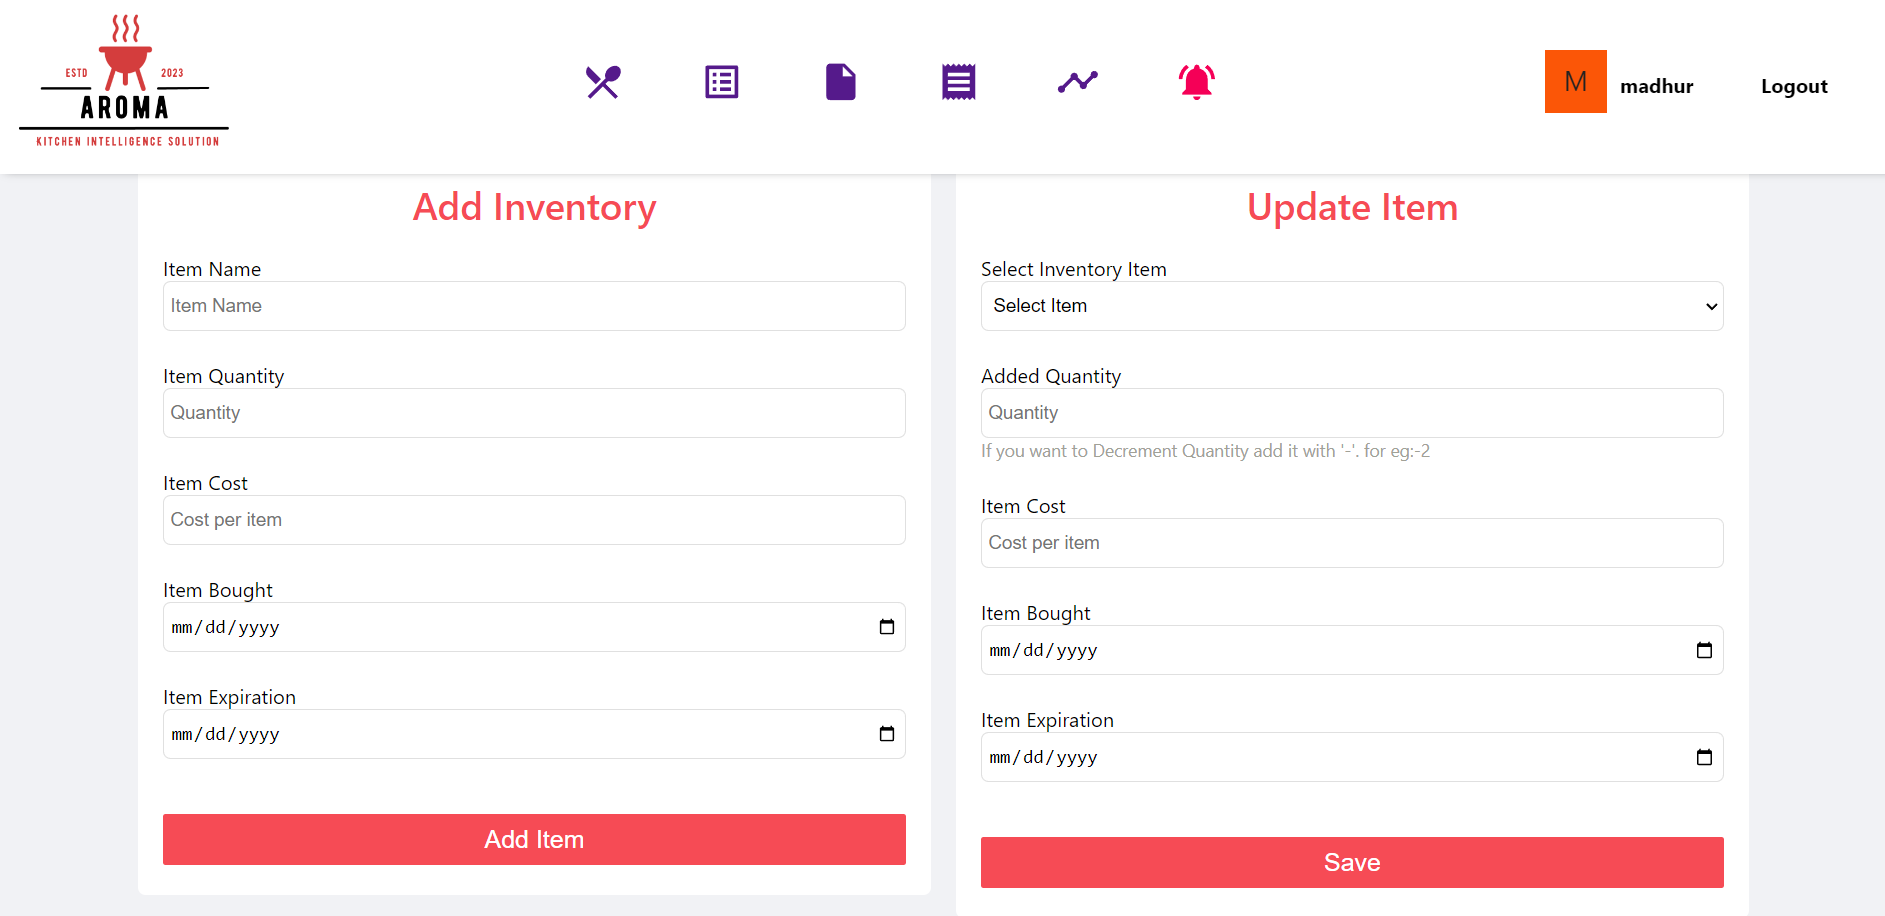 ESTD 2023
AROMA
KITCHEN INTELLIGENCE SOLUTION
M madhur Logout
Add Inventory
Item Name
Item Name
Item Quantity
Quantity
Item Cost
Cost per item
Item Bought
mm/dd/yyyy
Item Expiration
mm/dd/yyyy
Add Item
Update Item
Select Inventory Item
Select Item
Added Quantity
Quantity
If you want to Decrement Quantity add it with '-'. for eg:-2
Item Cost
Cost per item
Item Bought
mm/dd/yyyy
Item Expiration
mm/dd/yyyy
Save